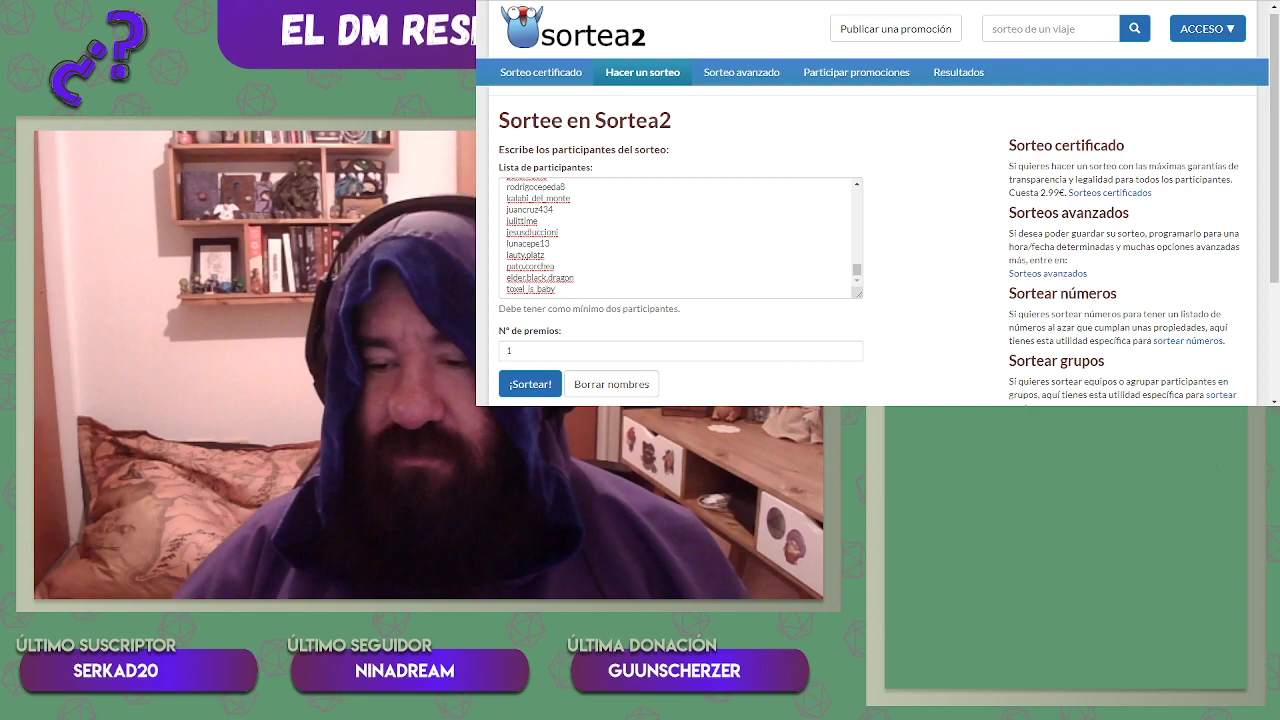 ¿?
EL DM RES
sortea2
Publicar una promoción
sorteo de un viaje
ACCESO ▼
Sorteo certificado
Hacer un sorteo
Sorteo avanzado
Participar promociones
Resultados
Sortee en Sortea2
Escribe los participantes del sorteo:
Lista de participantes:
rodrigocepeda8
kalabi_del_monte
juancruz434
julittime
jesusdluccioni
lunacepe13
lauty.platz
pato.corchea
elder.black.dragon
toxel_is_baby
Debe tener como mínimo dos participantes.
Nº de premios:
1
¡Sortear!
Borrar nombres
Sorteo certificado
Si quieres hacer un sorteo con las máximas garantías de
transparencia y legalidad para todos los participantes.
Cuesta 2.99€. Sorteos certificados
Sorteos avanzados
Si desea poder guardar su sorteo, programarlo para una
hora/fecha determinadas y muchas opciones avanzadas
más, entre en:
Sorteos avanzados
Sortear números
Si quieres sortear números para tener un listado de
números al azar que cumplan unas propiedades, aquí
tienes esta utilidad específica para sortear números.
Sortear grupos
Si quieres sortear equipos o agrupar participantes en
grupos, aquí tienes esta utilidad específica para sortear
ÚLTIMO SUSCRIPTOR
SERKAD20
ÚLTIMO SEGUIDOR
NINADREAM
ÚLTIMA DONACIÓN
GUUNSCHERZER